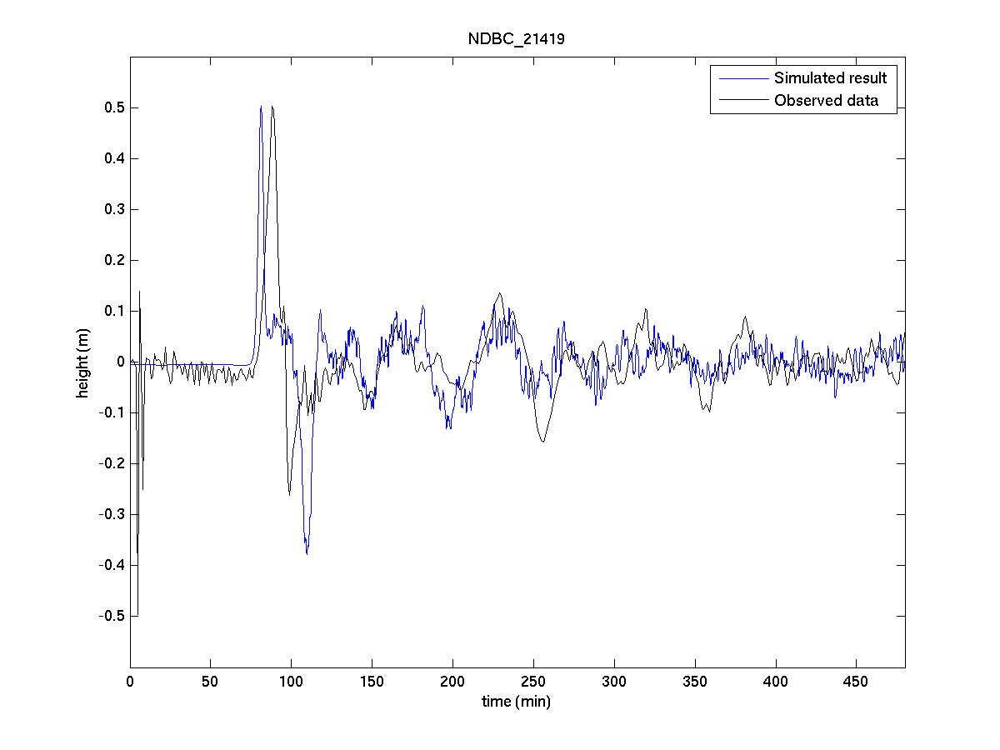 NDBC_21419
Simulated result
Observed data
0.5
0.4
0.3
0.2
0.1
0
-0.1
-0.2
-0.3
-0.4
-0.5
height (m)
0 50 100 150 200 250 300 350 400 450
time (min)